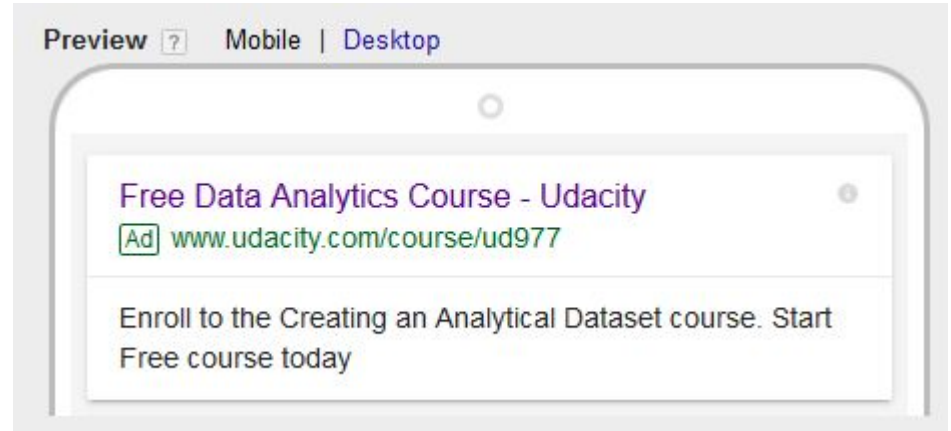 Preview ? Mobile | Desktop
Free Data Analytics Course - Udacity
Ad www.udacity.com/course/ud977
Enroll to the Creating an Analytical Dataset course. Start
Free course today